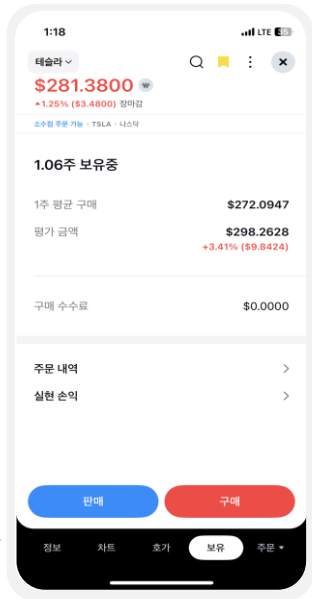 1:18 LTE 35
테슬라
$281.3800 ₩
▲1.25% ($3.4800) 장마감
소수점 주문 가능 · TSLA · 나스닥
1.06주 보유중
1주 평균 구매 $272.0947
평가 금액 $298.2628
+3.41% ($9.8424)
구매 수수료 $0.0000
주문 내역
실현 손익
판매 구매
정보 차트 호가 보유 주문